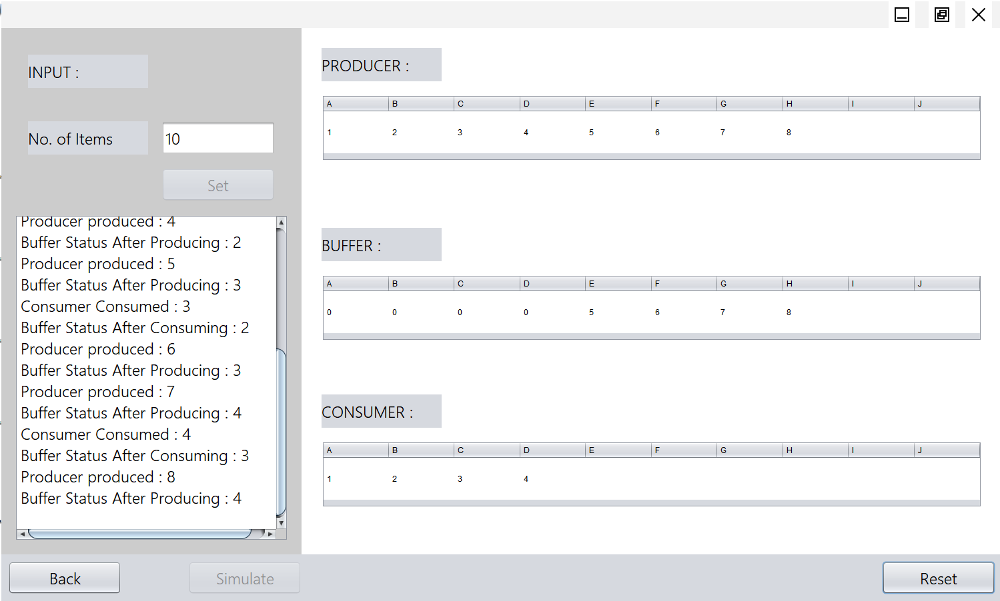 INPUT :
No. of Items
10
Set
Producer produced : 4
Buffer Status After Producing : 2
Producer produced : 5
Buffer Status After Producing : 3
Consumer Consumed : 3
Buffer Status After Consuming : 2
Producer produced : 6
Buffer Status After Producing : 3
Producer produced : 7
Buffer Status After Producing : 4
Consumer Consumed : 4
Buffer Status After Consuming : 3
Producer produced : 8
Buffer Status After Producing : 4
PRODUCER :
A B C D E F G H I J
1 2 3 4 5 6 7 8
BUFFER :
A B C D E F G H I J
0 0 0 0 5 6 7 8
CONSUMER :
A B C D E F G H I J
1 2 3 4
Back
Simulate
Reset